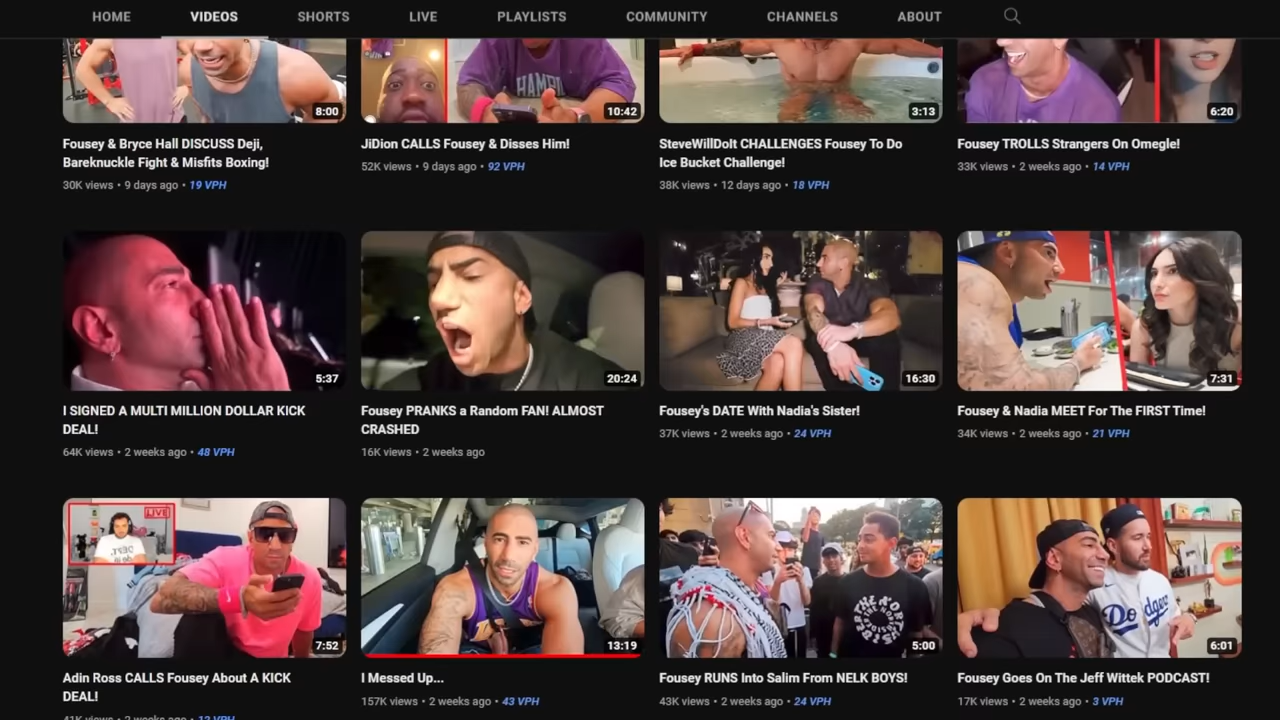 HOME VIDEOS SHORTS LIVE PLAYLISTS COMMUNITY CHANNELS ABOUT
HAMPTO
8:00
10:42
3:13
6:20
Fousey & Bryce Hall DISCUSS Deji,
Bareknuckle Fight & Misfits Boxing!
30K views • 9 days ago • 19 VPH
JiDion CALLS Fousey & Disses Him!
52K views • 9 days ago • 92 VPH
SteveWillDoIt CHALLENGES Fousey To Do
Ice Bucket Challenge!
38K views • 12 days ago • 18 VPH
Fousey TROLLS Strangers On Omegle!
33K views • 2 weeks ago • 14 VPH
5:37
20:24
16:30
7:31
I SIGNED A MULTI MILLION DOLLAR KICK
DEAL!
64K views • 2 weeks ago • 48 VPH
Fousey PRANKS a Random FAN! ALMOST
CRASHED
16K views • 2 weeks ago
Fousey's DATE With Nadia's Sister!
37K views • 2 weeks ago • 24 VPH
Fousey & Nadia MEET For The FIRST Time!
34K views • 2 weeks ago • 21 VPH
LIVE
Dodgers
7:52
13:19
5:00
6:01
Adin Ross CALLS Fousey About A KICK
DEAL!
41K views • 2 weeks ago • 12 VPH
I Messed Up...
157K views • 2 weeks ago • 43 VPH
Fousey RUNS Into Salim From NELK BOYS!
43K views • 2 weeks ago • 24 VPH
Fousey Goes On The Jeff Wittek PODCAST!
17K views • 2 weeks ago • 3 VPH